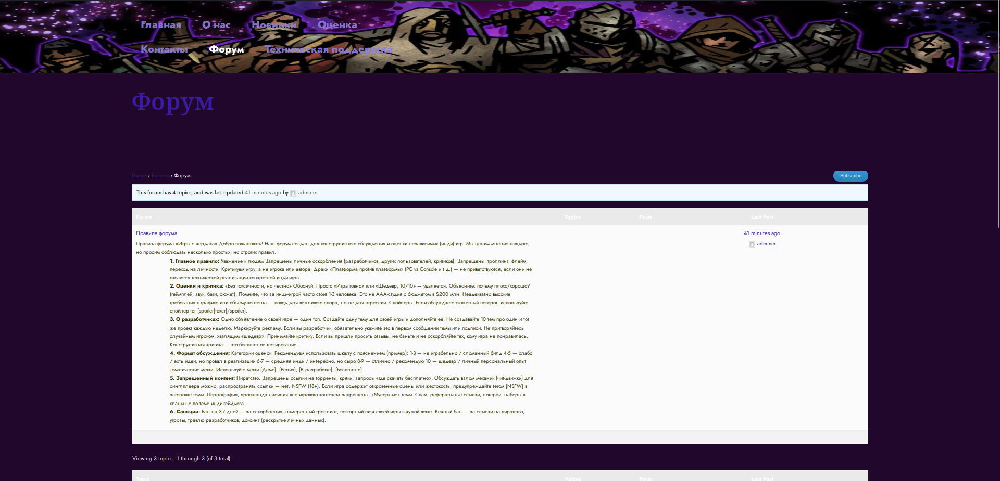 Главная О нас Новинки Оценка
Контакты Форум Техническая поддержка
Форум
Home › Forums › Форум
Subscribe
This forum has 4 topics, and was last updated 41 minutes ago by adminer.
Forum Topics Posts Last Post
Правила форума
41 minutes ago
adminer
Правила форума «Игры с чердака» Добро пожаловать! Наш форум создан для конструктивного обсуждения и оценки независимых (инди) игр. Мы ценим мнение каждого,
но просим соблюдать несколько простых, но строгих правил.
1. Главное правило: Уважение к людям Запрещены личные оскорбления (разработчиков, других пользователей, критиков). Запрещены: троллинг, флейм,
переход на личности. Критикуем игру, а не игрока или автора. Драки «Платформа против платформы» (PC vs Console и т.д.) — не приветствуются, если они не
касаются технической реализации конкретной инди-игры.
2. Оценки и критика: «Без токсичности, но честно» Обоснуй. Просто «Игра говно» или «Шедевр, 10/10» — удаляется. Объясните: почему плохо/хорошо?
(геймплей, звук, баги, сюжет). Помните, что за инди-игрой часто стоит 1-3 человека. Это не ААА-студия с бюджетом в $200 млн. Неадекватно высокие
требования к графике или объему контента — повод для вежливого спора, но не для агрессии. Спойлеры. Если обсуждаете сюжетный поворот, используйте
спойлер-тег [spoiler]текст[/spoiler].
3. О разработчиках: Одно объявление о своей игре — один топ. Создайте одну тему для своей игры и дополняйте её. Не создавайте 10 тем про один и тот
же проект каждую неделю. Маркируйте рекламу. Если вы разработчик, обязательно укажите это в первом сообщении темы или подписи. Не притворяйтесь
случайным игроком, хвалящим «шедевр». Принимайте критику. Если вы пришли просить отзывы, не баньте и не оскорбляйте тех, кому игра не понравилась.
Конструктивная критика — это бесплатное тестирование.
4. Формат обсуждения: Категории оценок. Рекомендуем использовать шкалу с пояснением (пример): 1-3 — не играбельно / сломанный билд 4-5 — слабо
/ есть идеи, но провал в реализации 6-7 — средняя инди / интересно, но сыро 8-9 — отлично / рекомендую 10 — шедевр / личный персональный опыт
Тематические метки. Используйте метки [Демо], [Релиз], [В разработке], [Бесплатно].
5. Запрещенный контент: Пиратство. Запрещены ссылки на торренты, кряки, запросы «где скачать бесплатно». Обсуждать взлом механик (чит-движки) для
синглплеера можно, распространять ссылки — нет. NSFW (18+). Если игра содержит откровенные сцены или жестокость, предупреждайте тегом [NSFW] в
заголовке темы. Порнография, пропаганда насилия вне игрового контекста запрещены. «Мусорные» темы. Спам, реферальные ссылки, лотереи, наборы в
кланы не по теме инди-геймдева.
6. Санкции: Бан на 3-7 дней — за оскорбления, намеренный троллинг, повторный питч своей игры в чужой ветке. Вечный бан — за ссылки на пиратство,
угрозы, травлю разработчиков, доксинг (раскрытие личных данных).
Viewing 3 topics - 1 through 3 (of 3 total)
Topic Voices Posts Last Post